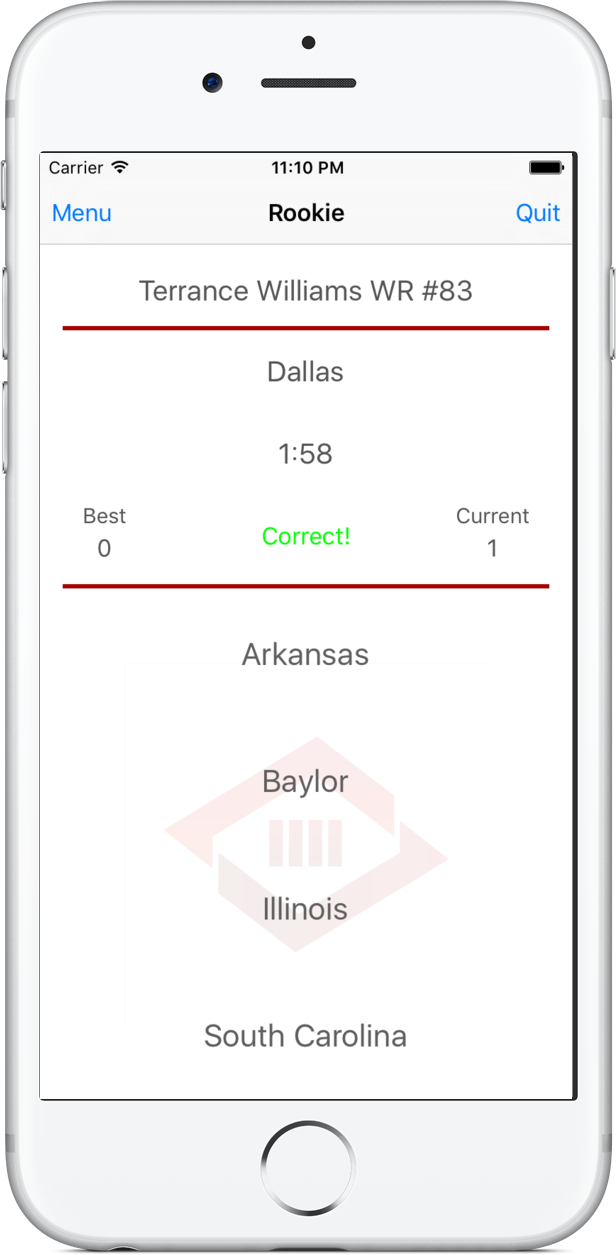 Carrier 11:10 PM
Menu Rookie Quit
Terrance Williams WR #83
Dallas
1:58
Best Correct! Current
0 1
Arkansas
Baylor
Illinois
South Carolina